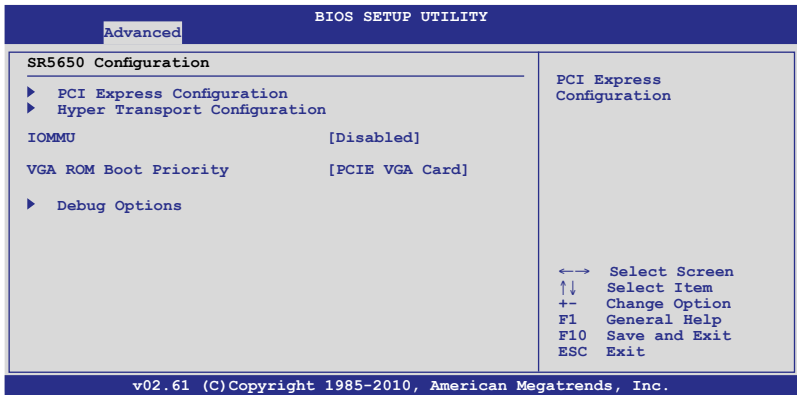 BIOS SETUP UTILITY
Advanced
SR5650 Configuration
PCI Express Configuration
Hyper Transport Configuration
IOMMU [Disabled]
VGA ROM Boot Priority [PCIE VGA Card]
Debug Options
PCI Express
Configuration
←→ Select Screen
↑↓ Select Item
+- Change Option
F1 General Help
F10 Save and Exit
ESC Exit
v02.61 (C)Copyright 1985-2010, American Megatrends, Inc.